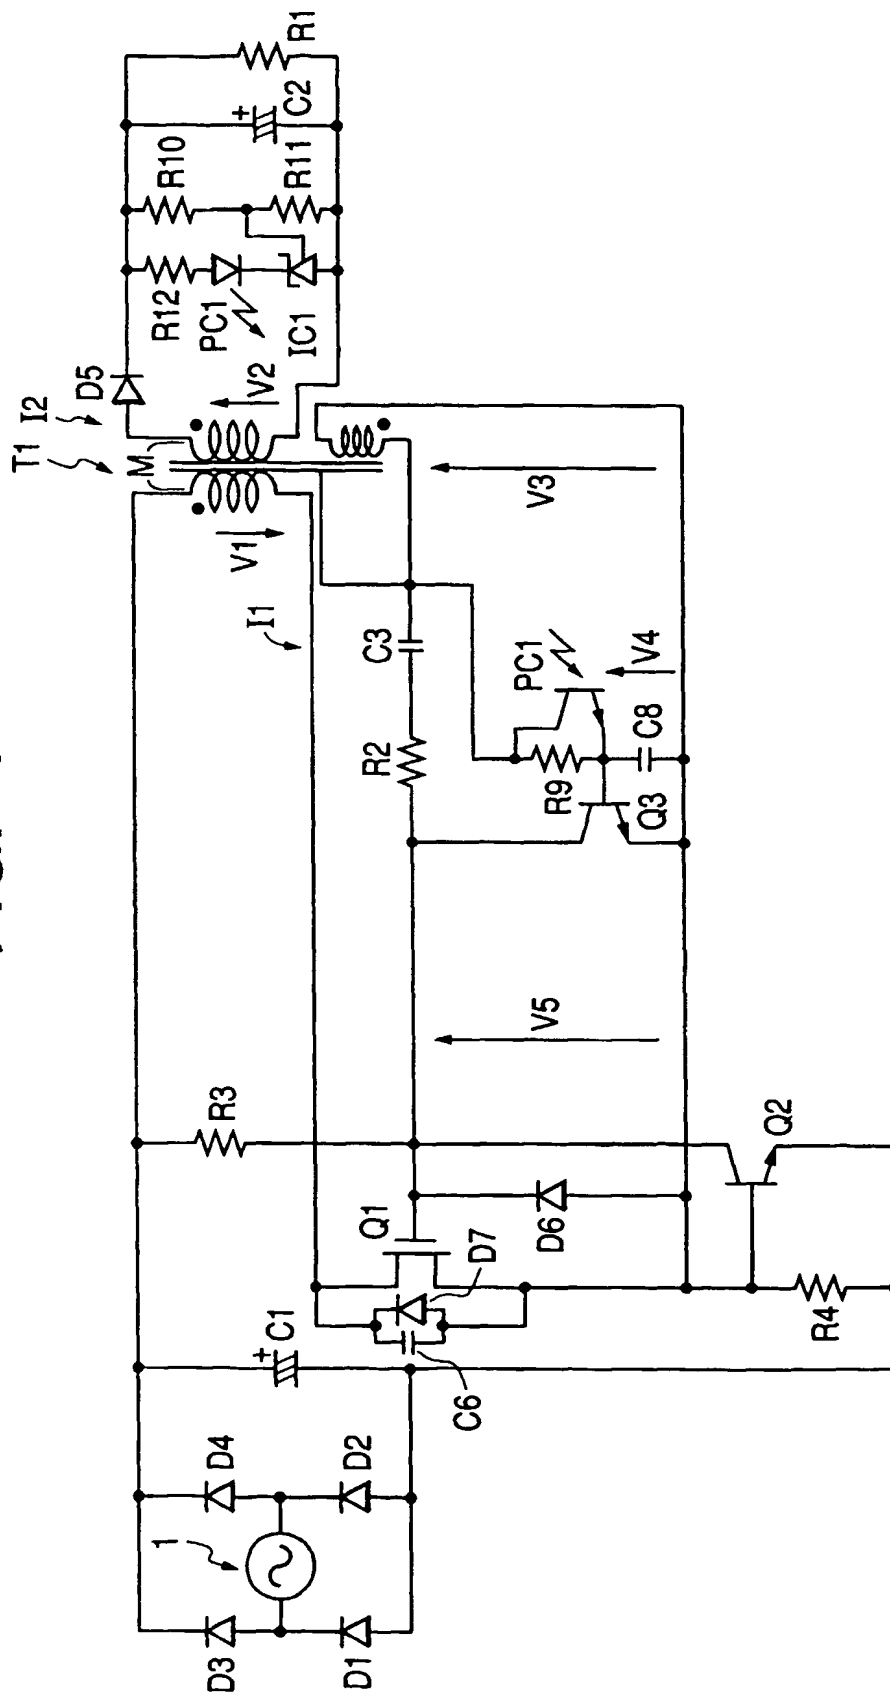 T1
I2
M
D5
R12
PC1
IC1
R10
R11
+
C2
R1
V1
V2
I1
V3
C3
R2
PC1
V4
R9
C8
Q3
V5
R3
Q1
D7
D6
Q2
R4
+
C1
C6
1
D4
D2
D3
D1